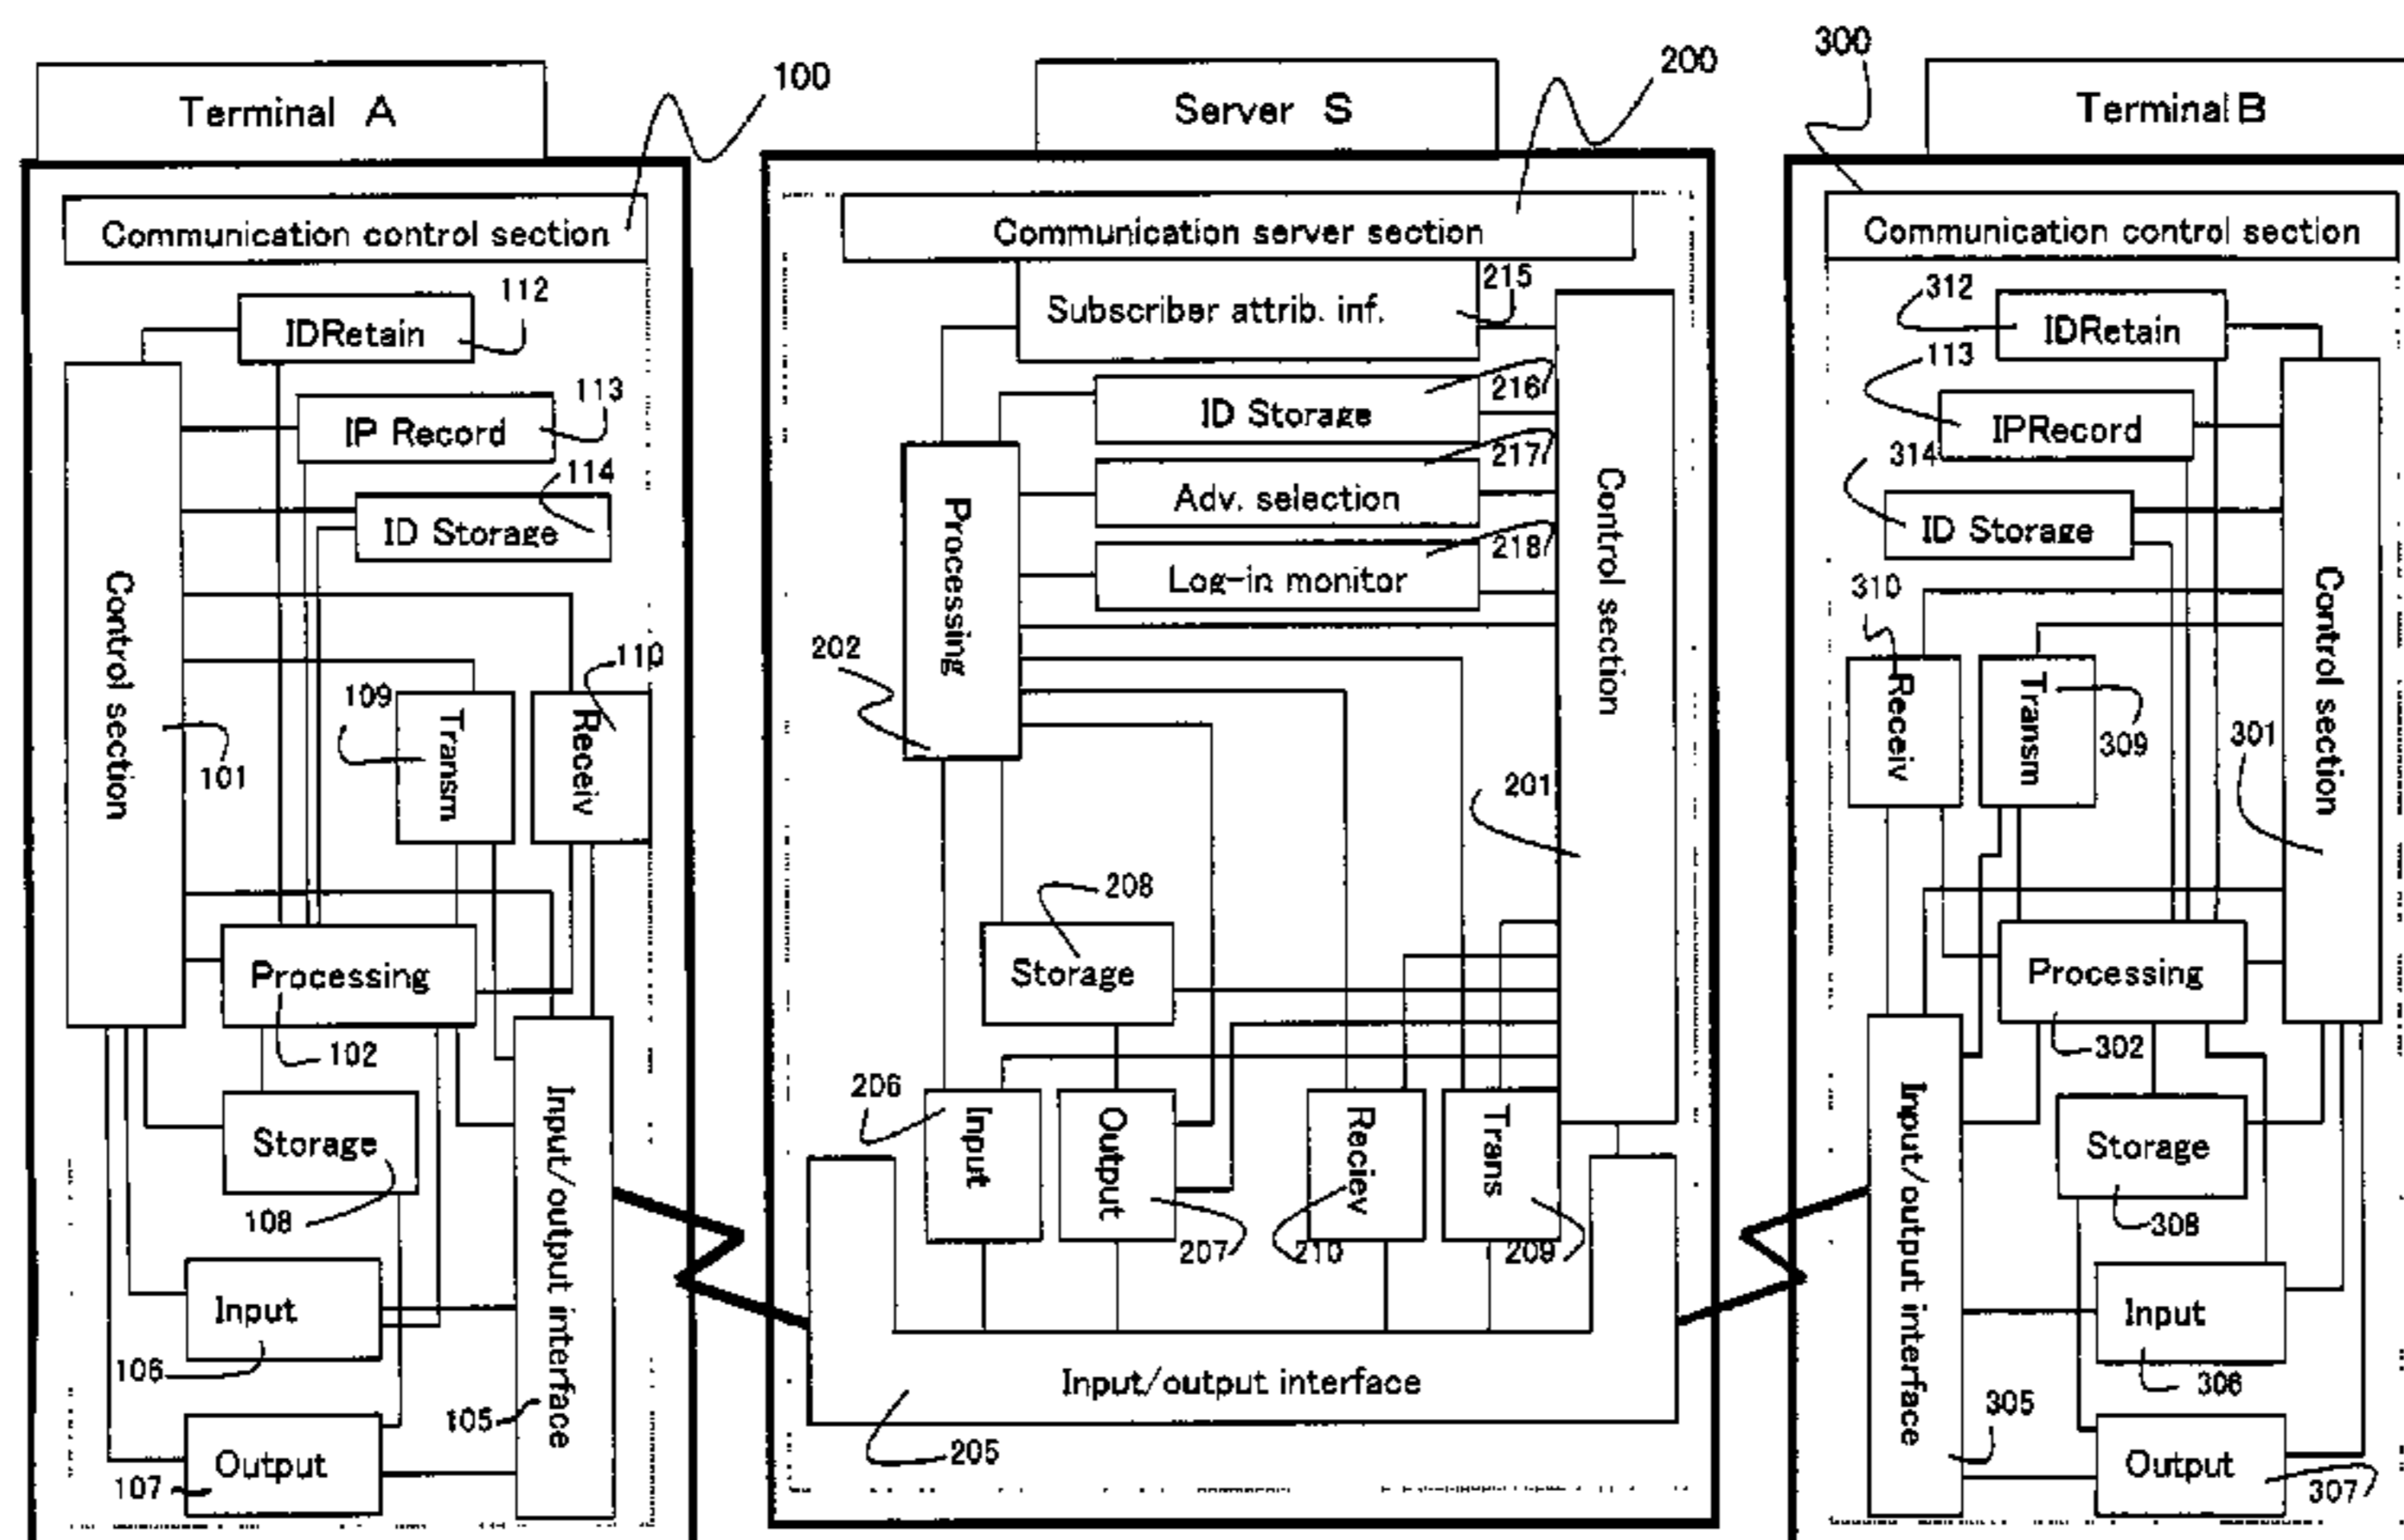 Terminal A
100
Communication control section
112
IDRetain
113
IP Record
114
ID Storage
Control section
101
110
109
Transm
Receiv
Processing
102
Storage
108
Input
106
Output
107
Input/output interface
105
Server S
200
Communication server section
215
Subscriber attrib. inf.
216
ID Storage
217
Adv. selection
218
Log-in monitor
Processing
202
Control section
201
208
Storage
206
Input
Output
207
Reciev
210
Trans
209
Input/output interface
205
300
Terminal B
Communication control section
312
IDRetain
113
IPRecord
314
ID Storage
310
Receiv
Transm
309
Control section
301
Processing
302
Storage
308
Input
306
Output
307
Input/output interface
305